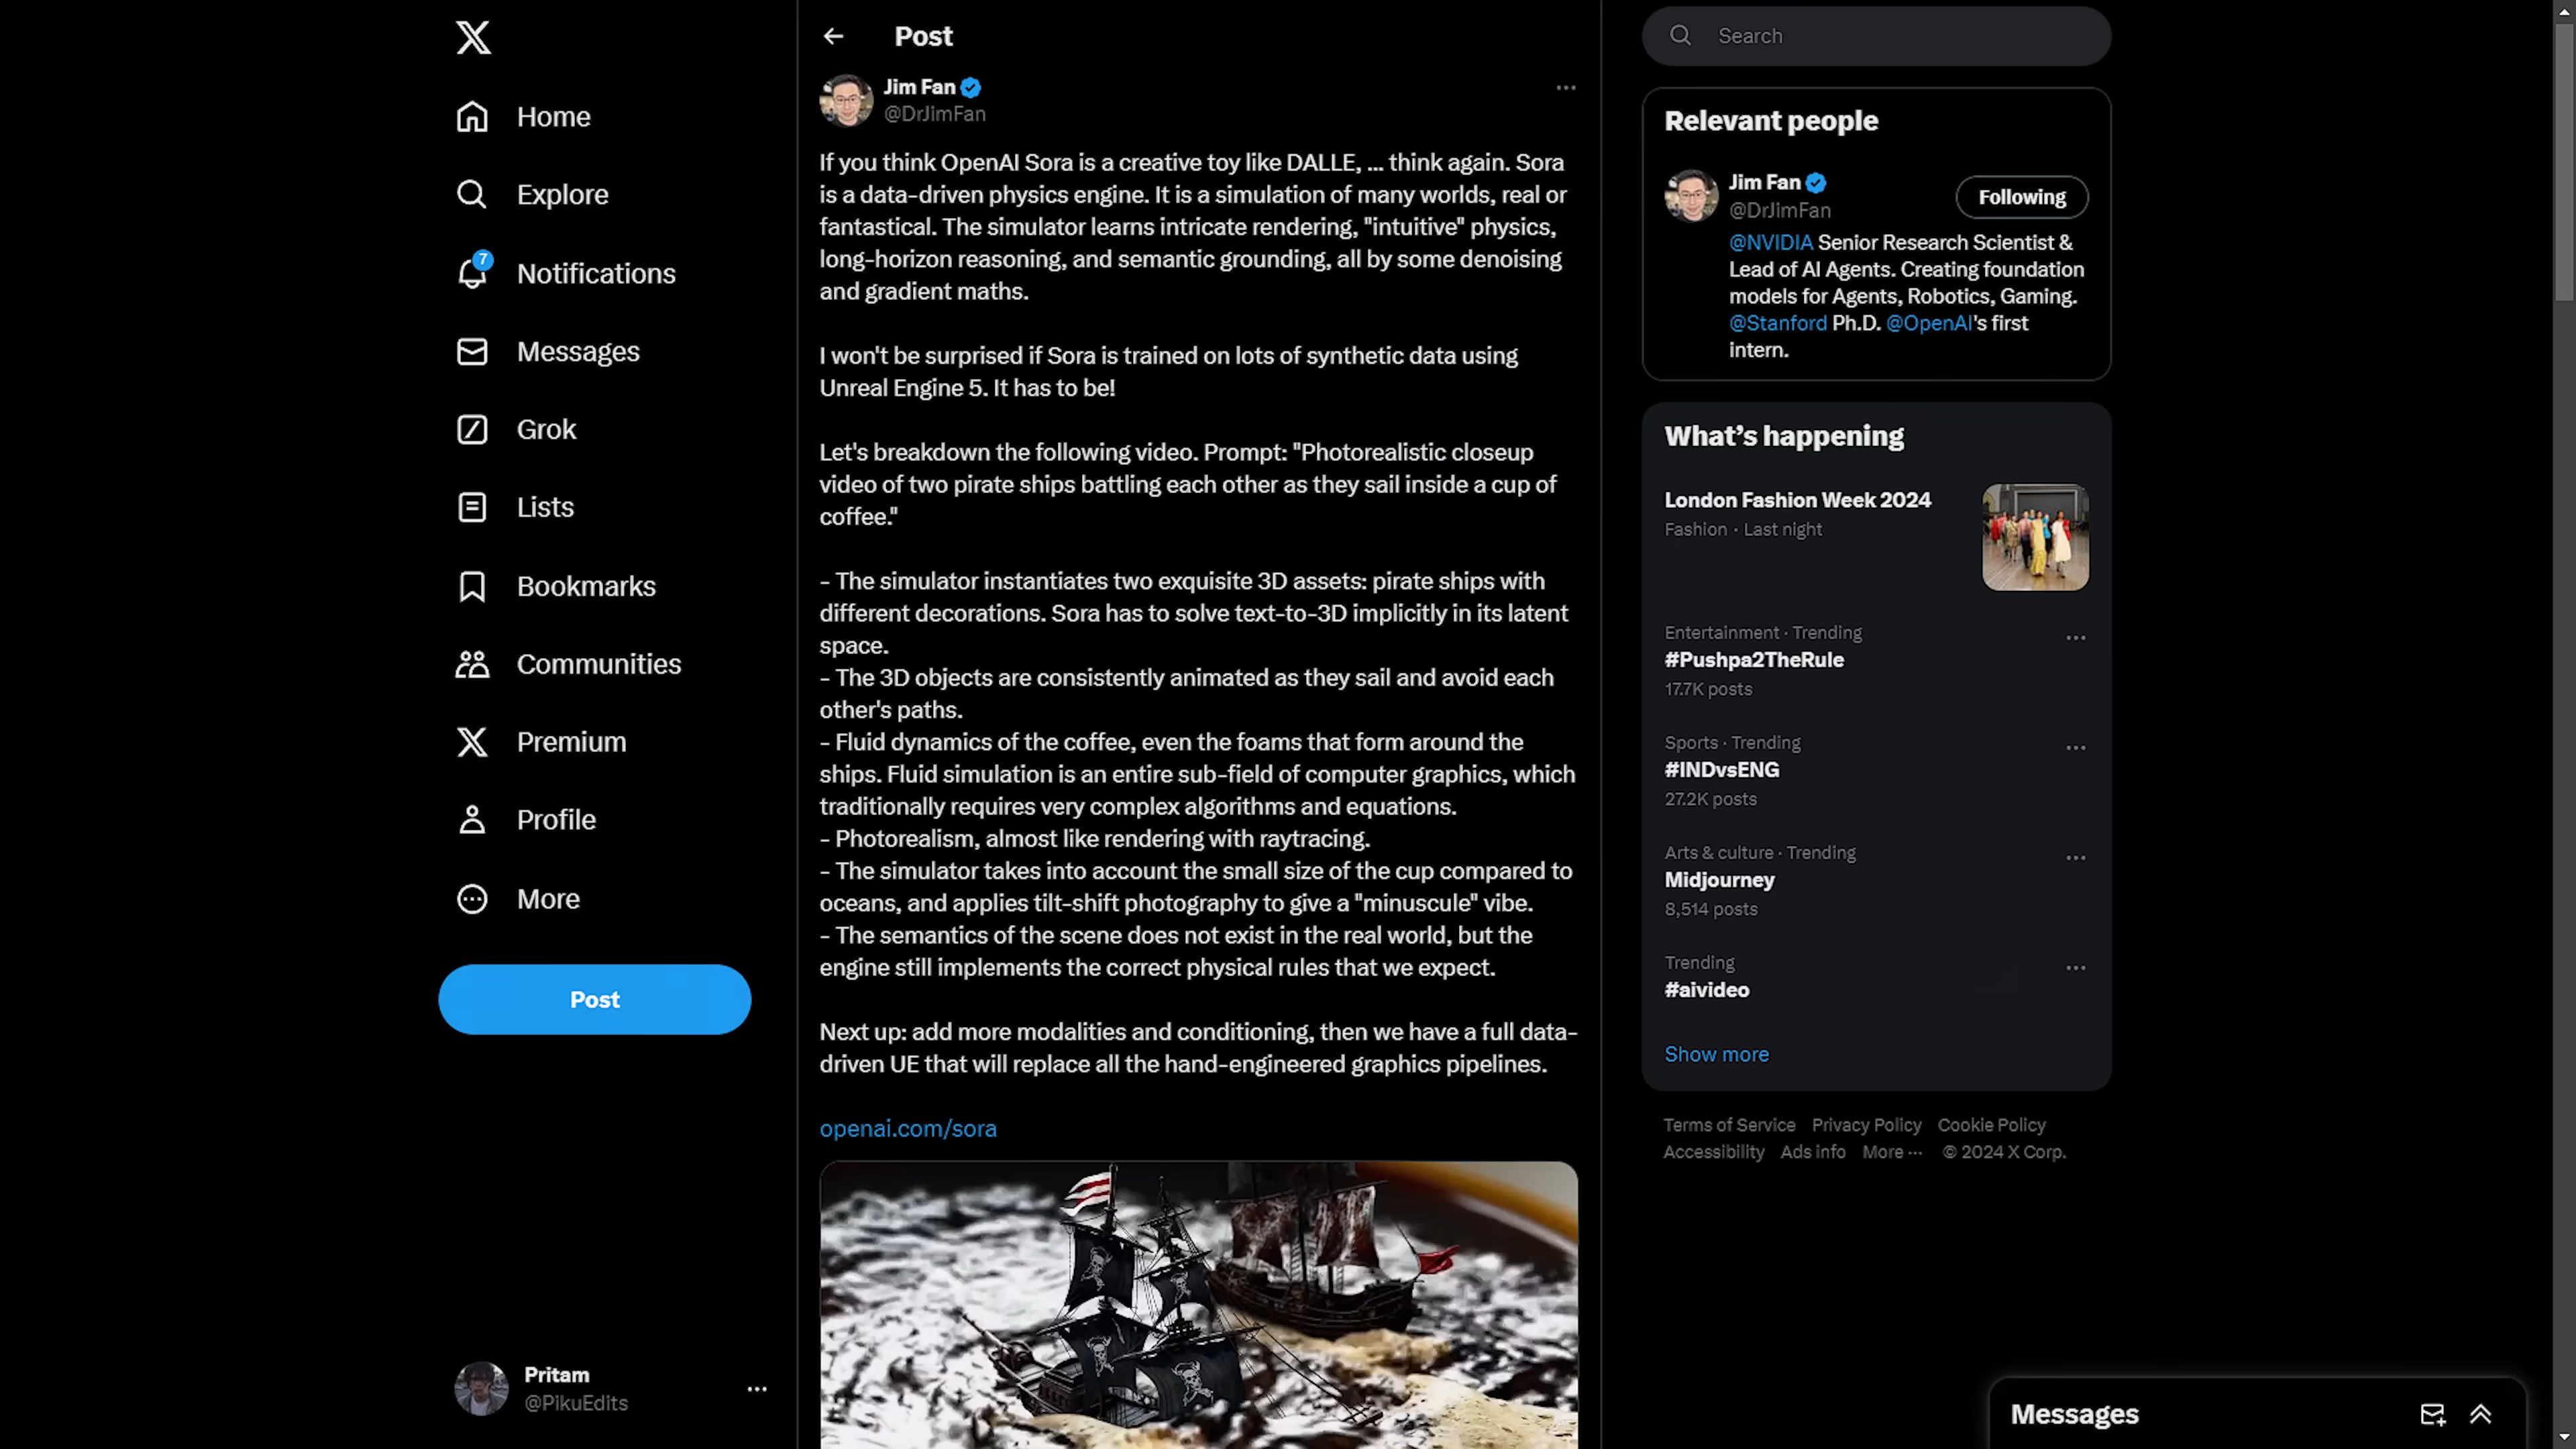 Home
Explore
7
Notifications
Messages
Grok
Lists
Bookmarks
Communities
Premium
Profile
More
Post
Pritam
@PikuEdits
Post
Jim Fan
@DrJimFan
If you think OpenAI Sora is a creative toy like DALLE, ... think again. Sora
is a data-driven physics engine. It is a simulation of many worlds, real or
fantastical. The simulator learns intricate rendering, "intuitive" physics,
long-horizon reasoning, and semantic grounding, all by some denoising
and gradient maths.
I won't be surprised if Sora is trained on lots of synthetic data using
Unreal Engine 5. It has to be!
Let's breakdown the following video. Prompt: "Photorealistic closeup
video of two pirate ships battling each other as they sail inside a cup of
coffee."
- The simulator instantiates two exquisite 3D assets: pirate ships with
different decorations. Sora has to solve text-to-3D implicitly in its latent
space.
- The 3D objects are consistently animated as they sail and avoid each
other's paths.
- Fluid dynamics of the coffee, even the foams that form around the
ships. Fluid simulation is an entire sub-field of computer graphics, which
traditionally requires very complex algorithms and equations.
- Photorealism, almost like rendering with raytracing.
- The simulator takes into account the small size of the cup compared to
oceans, and applies tilt-shift photography to give a "minuscule" vibe.
- The semantics of the scene does not exist in the real world, but the
engine still implements the correct physical rules that we expect.
Next up: add more modalities and conditioning, then we have a full data-
driven UE that will replace all the hand-engineered graphics pipelines.
openai.com/sora
Search
Relevant people
Jim Fan
@DrJimFan
Following
@NVIDIA Senior Research Scientist &
Lead of AI Agents. Creating foundation
models for Agents, Robotics, Gaming.
@Stanford Ph.D. @OpenAI's first
intern.
What's happening
London Fashion Week 2024
Fashion · Last night
Entertainment · Trending
#Pushpa2TheRule
17.7K posts
Sports · Trending
#INDvsENG
27.2K posts
Arts & culture · Trending
Midjourney
8,514 posts
Trending
#aivideo
Show more
Terms of Service Privacy Policy Cookie Policy
Accessibility Ads info More ··· © 2024 X Corp.
Messages